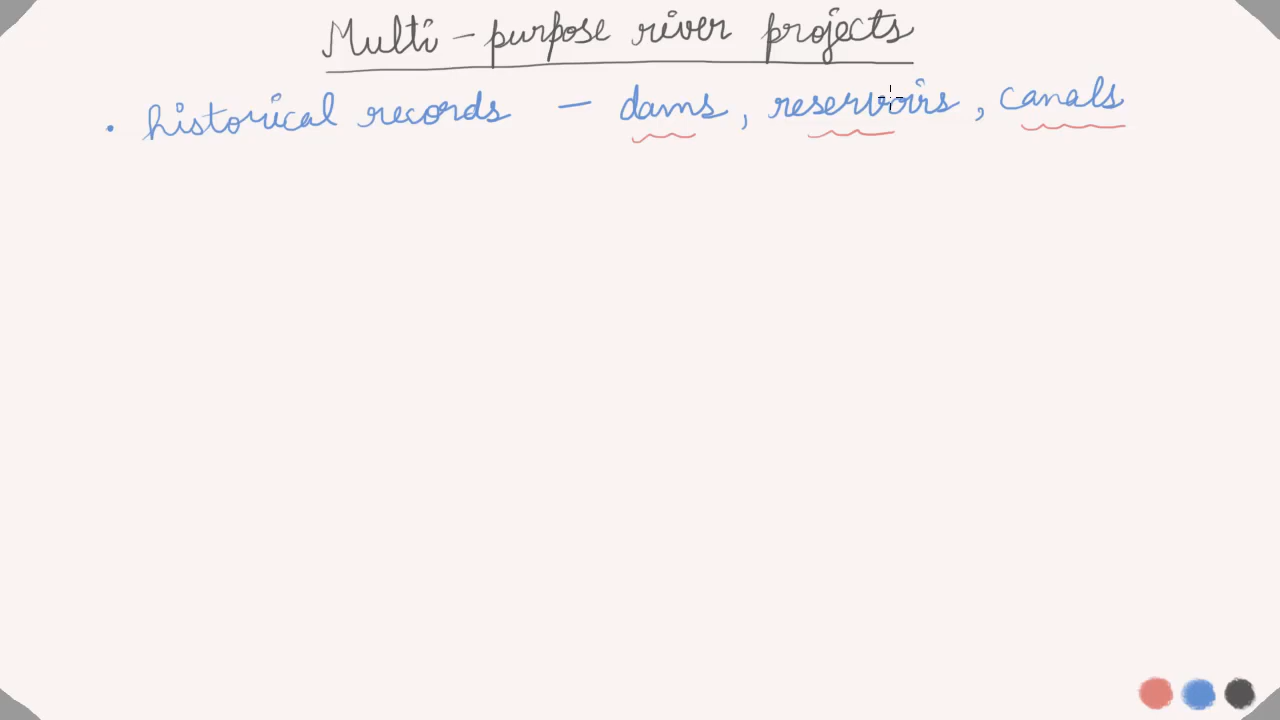 Multi - purpose river projects
• historical records - dams, reservoirs, canals